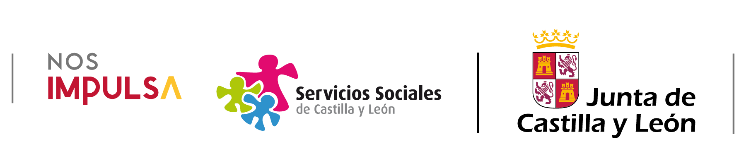 NOS
IMPULSA
Servicios Sociales
de Castilla y León
Junta de
Castilla y León